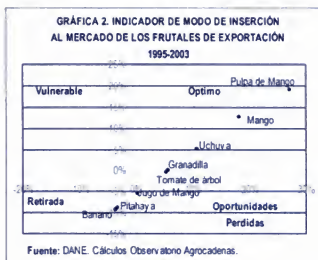 GRÁFICA 2. INDICADOR DE MODO DE INSERCIÓN
AL MERCADO DE LOS FRUTALES DE EXPORTACIÓN
1995-2003
25%
Pulpa de Mango
20%
Vulnerable Optimo
Mango
Uchuva
0%
Granadilla
Tomate de árbol
Jugo de Mango
Retirada Pitahaya Oportunidades
Banano Perdidas
Fuente: DANE. Cálculos Observatorio Agrocadenas.